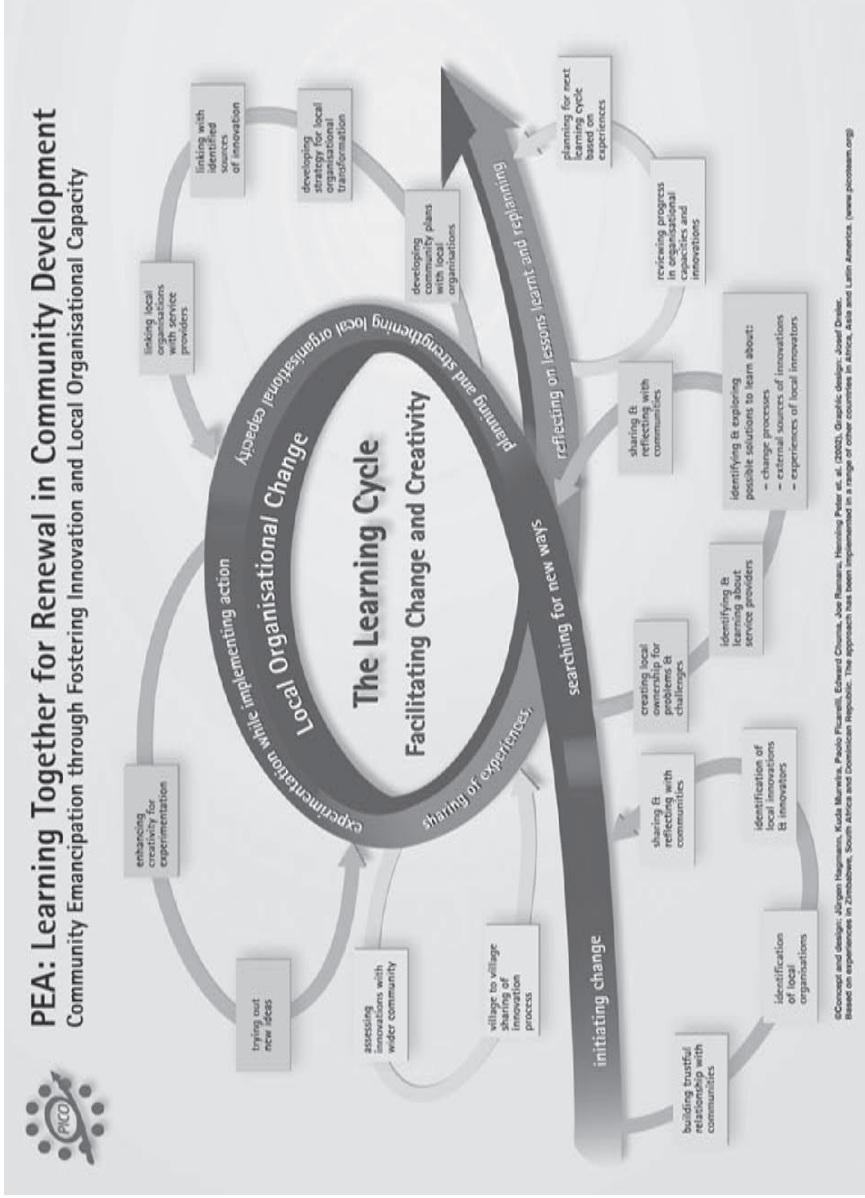 PICO
PEA: Learning Together for Renewal in Community Development
Community Emancipation through Fostering Innovation and Local Organisational Capacity
initiating change
building trustful
relationship with
communities
identification
of local
organisations
identification of
local innovations
& innovators
sharing &
reflecting with
communities
searching for new ways
creating local
ownership for
problems &
challenges
identifying &
learning about
service providers
identifying & exploring
possible solutions to learn about:
– change processes
– external sources of innovations
– experiences of local innovators
sharing &
reflecting with
communities
planning and strengthening local organisational capacity
developing
community plans
with local
organisations
developing
strategy for local
organisational
transformation
linking with
identified
sources
of innovation
linking local
organisations
with service
providers
experimentation while implementing action
enhancing
creativity for
experimentation
trying out
new ideas
sharing of experiences,
assessing
innovations with
wider community
village to village
sharing of
innovation
process
reflecting on lessons learnt and replanning
reviewing progress
in organisational
capacities and
innovations
planning for next
learning cycle
based on
experiences
Local Organisational Change
The Learning Cycle
Facilitating Change and Creativity
©Concept and design: Jürgen Hagmann, Kuda Murwira, Paolo Ficarelli, Edward Chuma, Joe Ramaru, Henning Peter et. al. (2002), Graphic design: Josef Dreier.
Based on experiences in Zimbabwe, South Africa and Dominican Republic. The approach has been implemented in a range of other countries in Africa, Asia and Latin America. (www.picoteam.org)